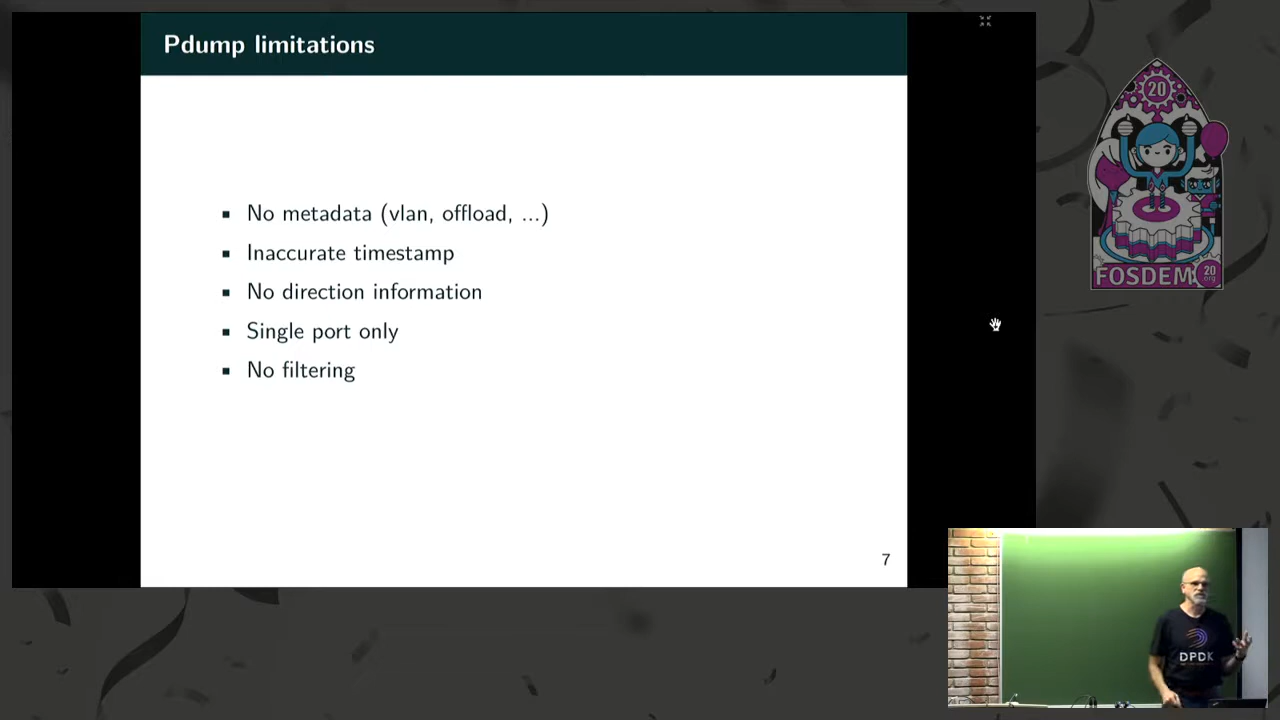 Pdump limitations
20
▪ No metadata (vlan, offload, ...)
▪ Inaccurate timestamp
▪ No direction information
▪ Single port only
▪ No filtering
FOSDEM 20
.org
7
DPDK